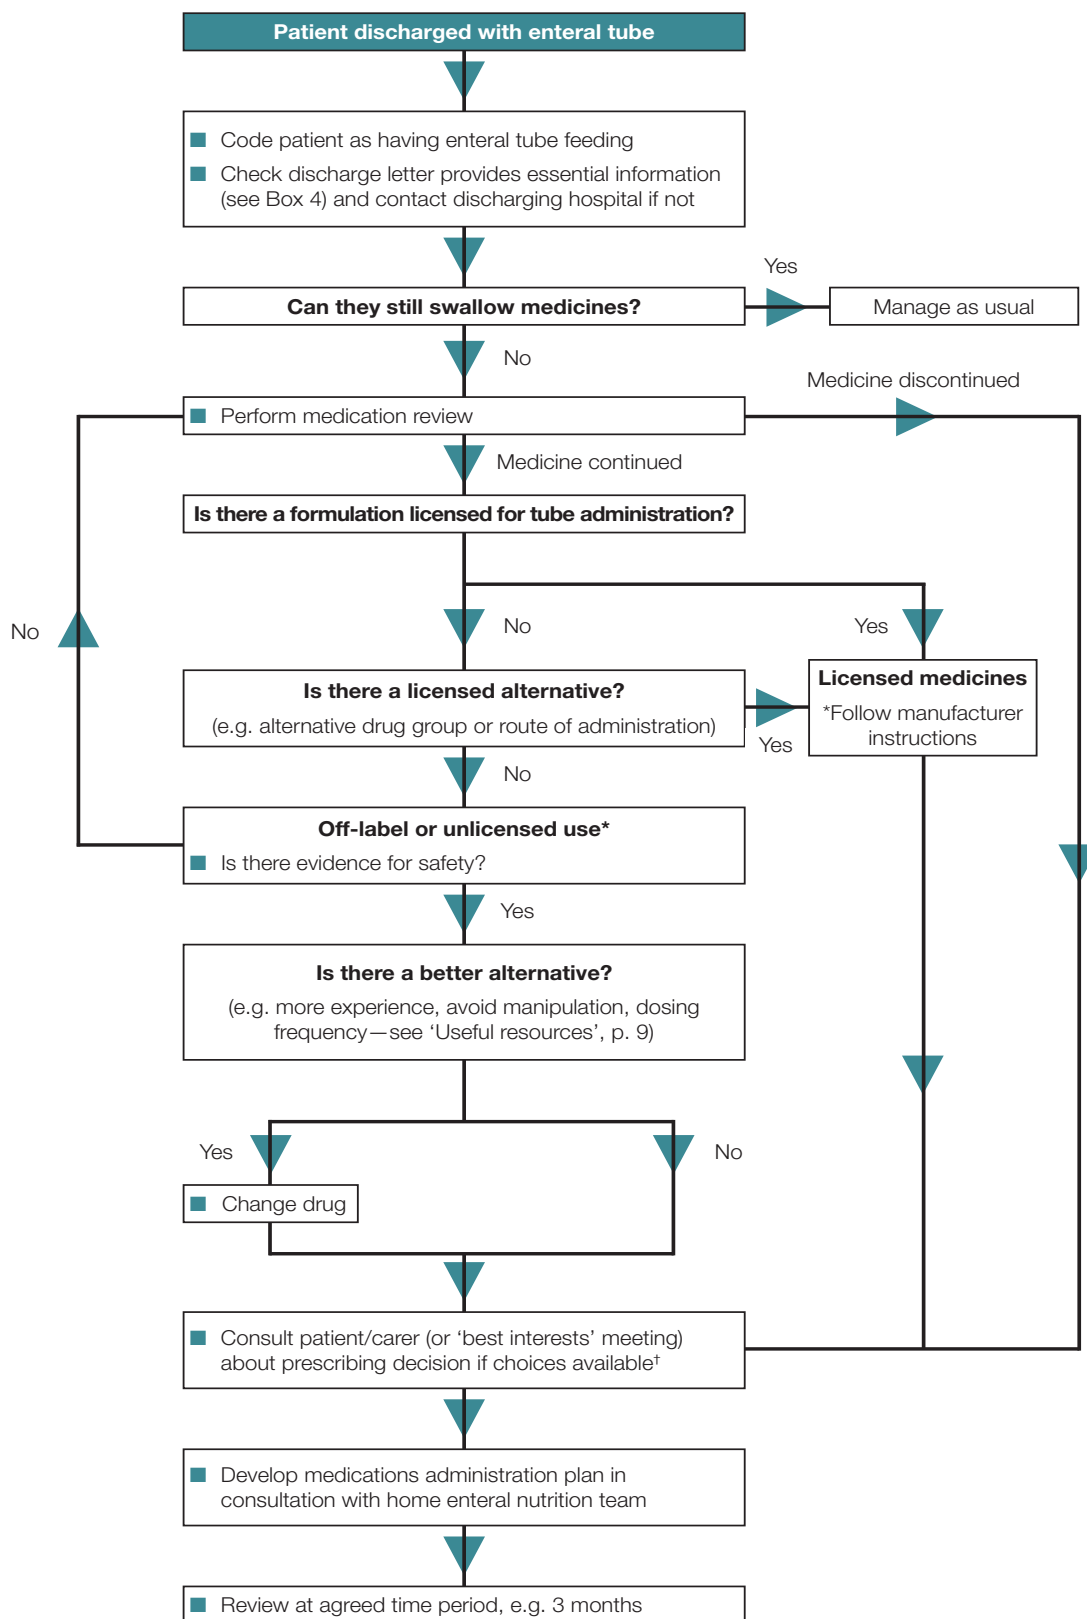 Patient discharged with enteral tube
Code patient as having enteral tube feeding
Check discharge letter provides essential information
(see Box 4) and contact discharging hospital if not
Yes
Can they still swallow medicines?
Manage as usual
No
Medicine discontinued
Perform medication review
Medicine continued
Is there a formulation licensed for tube administration?
No
No
Yes
Is there a licensed alternative?
(e.g. alternative drug group or route of administration)
Yes
Licensed medicines
*Follow manufacturer
instructions
No
Off-label or unlicensed use*
Is there evidence for safety?
Yes
Is there a better alternative?
(e.g. more experience, avoid manipulation, dosing
frequency—see ‘Useful resources’, p. 9)
Yes
No
Change drug
Consult patient/carer (or ‘best interests’ meeting)
about prescribing decision if choices available†
Develop medications administration plan in
consultation with home enteral nutrition team
Review at agreed time period, e.g. 3 months